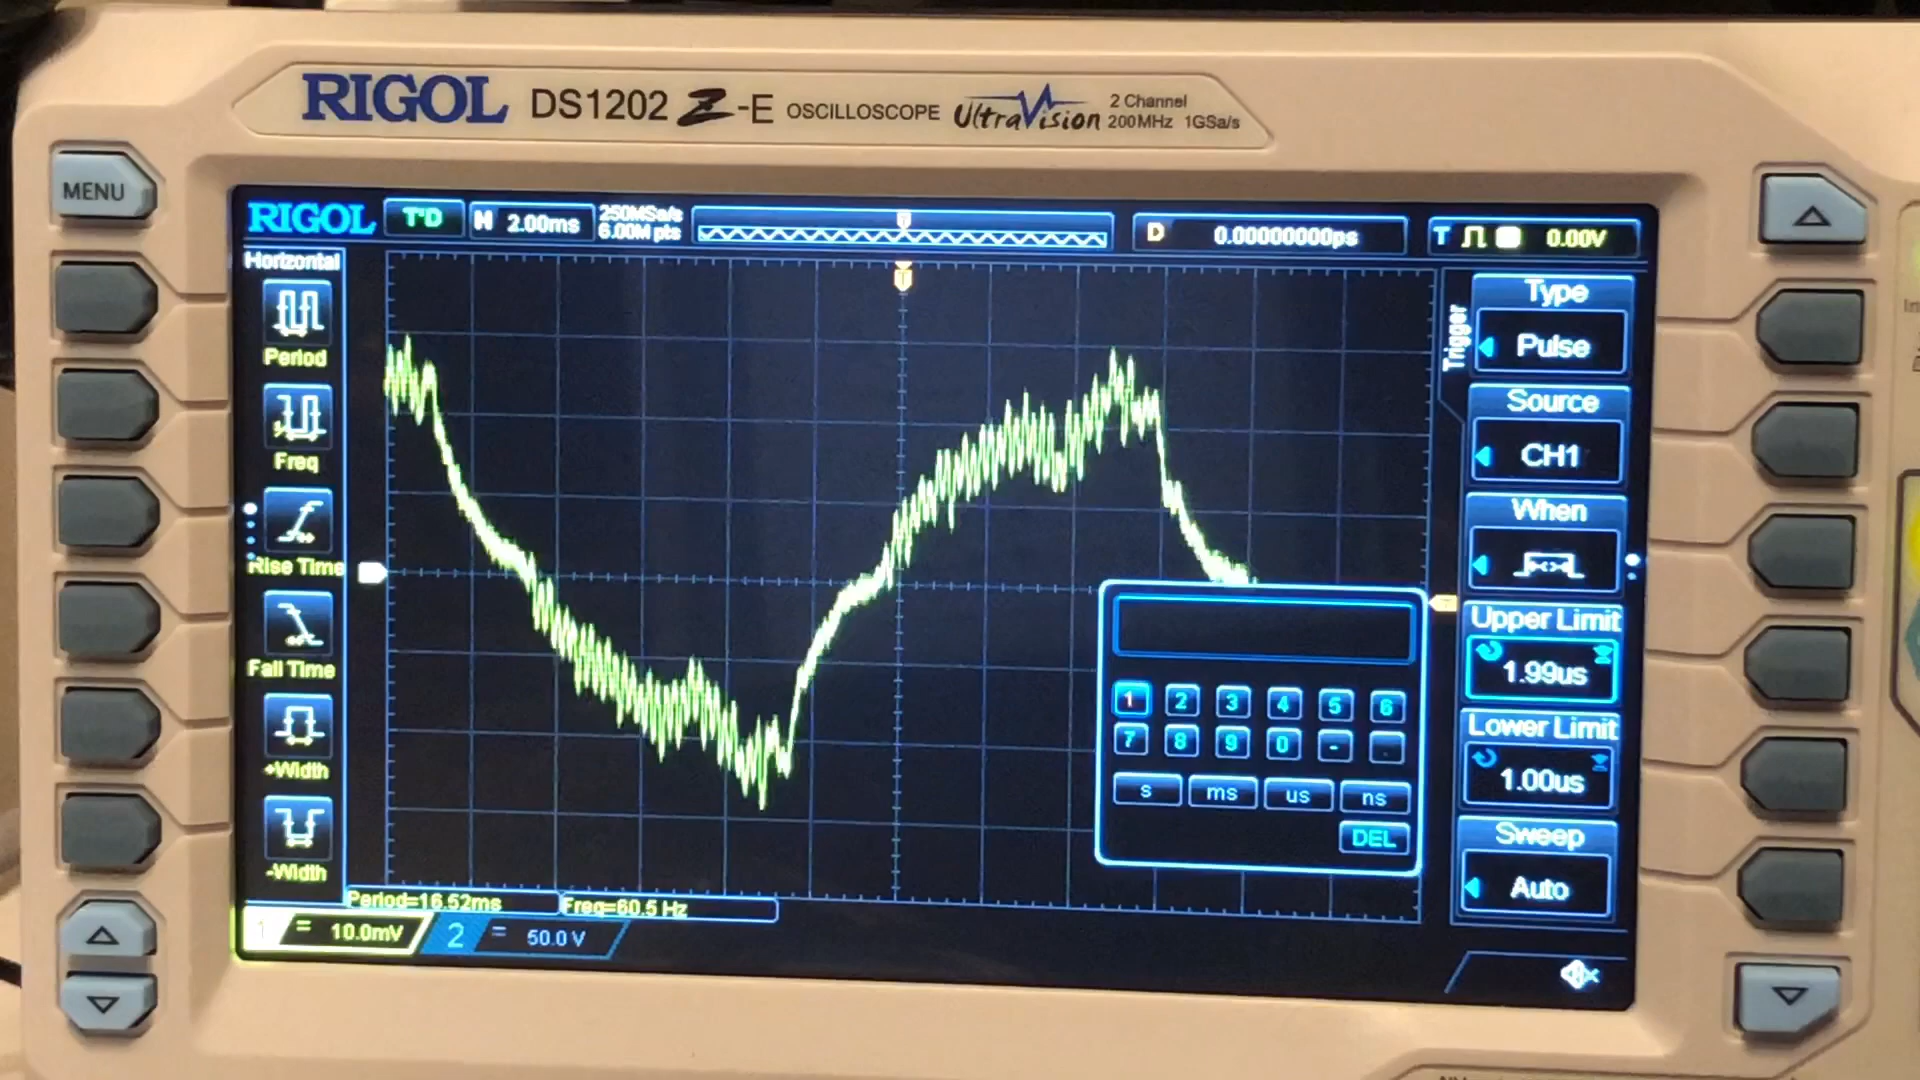 RIGOL DS1202 Z-E OSCILLOSCOPE UltraVision 2 Channel
200MHz 1GSa/s
MENU
RIGOL T'D H 2.00ms 250MSa/s
6.00M pts
D 0.00000000ps T 0.00V
Horizontal
Period
Freq
Rise Time
Fall Time
+Width
-Width
Trigger
Type
Pulse
Source
CH1
When
Upper Limit
1.99us
Lower Limit
1.00us
Sweep
Auto
1 2 3 4 5 6
7 8 9 0 - .
s ms us ns
DEL
Period=16.52ms Freq=60.5 Hz
1 = 10.0mV 2 = 50.0 V